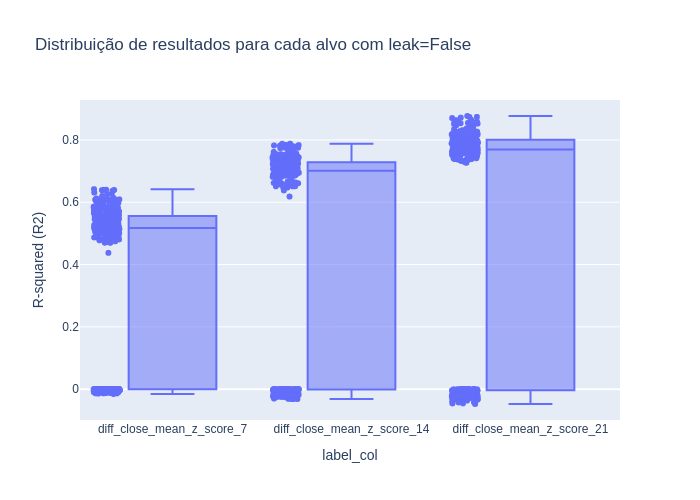 Distribuição de resultados para cada alvo com leak=False
R-squared (R2)
0.8
0.6
0.4
0.2
0
diff_close_mean_z_score_7
diff_close_mean_z_score_14
diff_close_mean_z_score_21
label_col